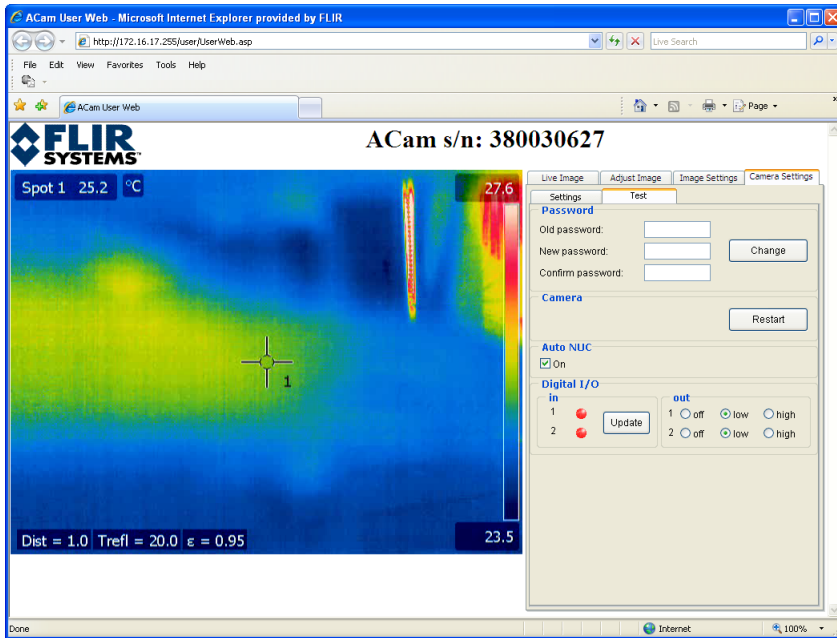 ACam User Web - Microsoft Internet Explorer provided by FLIR
http://172.16.17.255/user/UserWeb.asp
Live Search
File Edit View Favorites Tools Help
ACam User Web
Page
»
FLIR
SYSTEMS™
ACam s/n: 380030627
Live Image Adjust Image Image Settings Camera Settings
Settings Test
Spot 1 25.2 °C
27.6
1
Dist = 1.0 Trefl = 20.0 ε = 0.95
23.5
Password
Old password:
New password:
Confirm password:
Change
Camera
Restart
Auto NUC
On
Digital I/O
in
1
2
Update
out
1 off low high
2 off low high
Done
Internet
100%